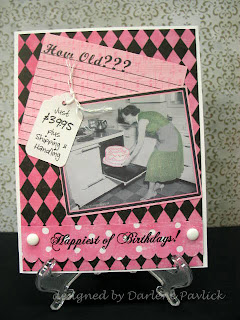 How Old???
Just
$39.95
plus
Shipping &
Handling
Happiest of Birthdays!
designed by Darlene Pavlick